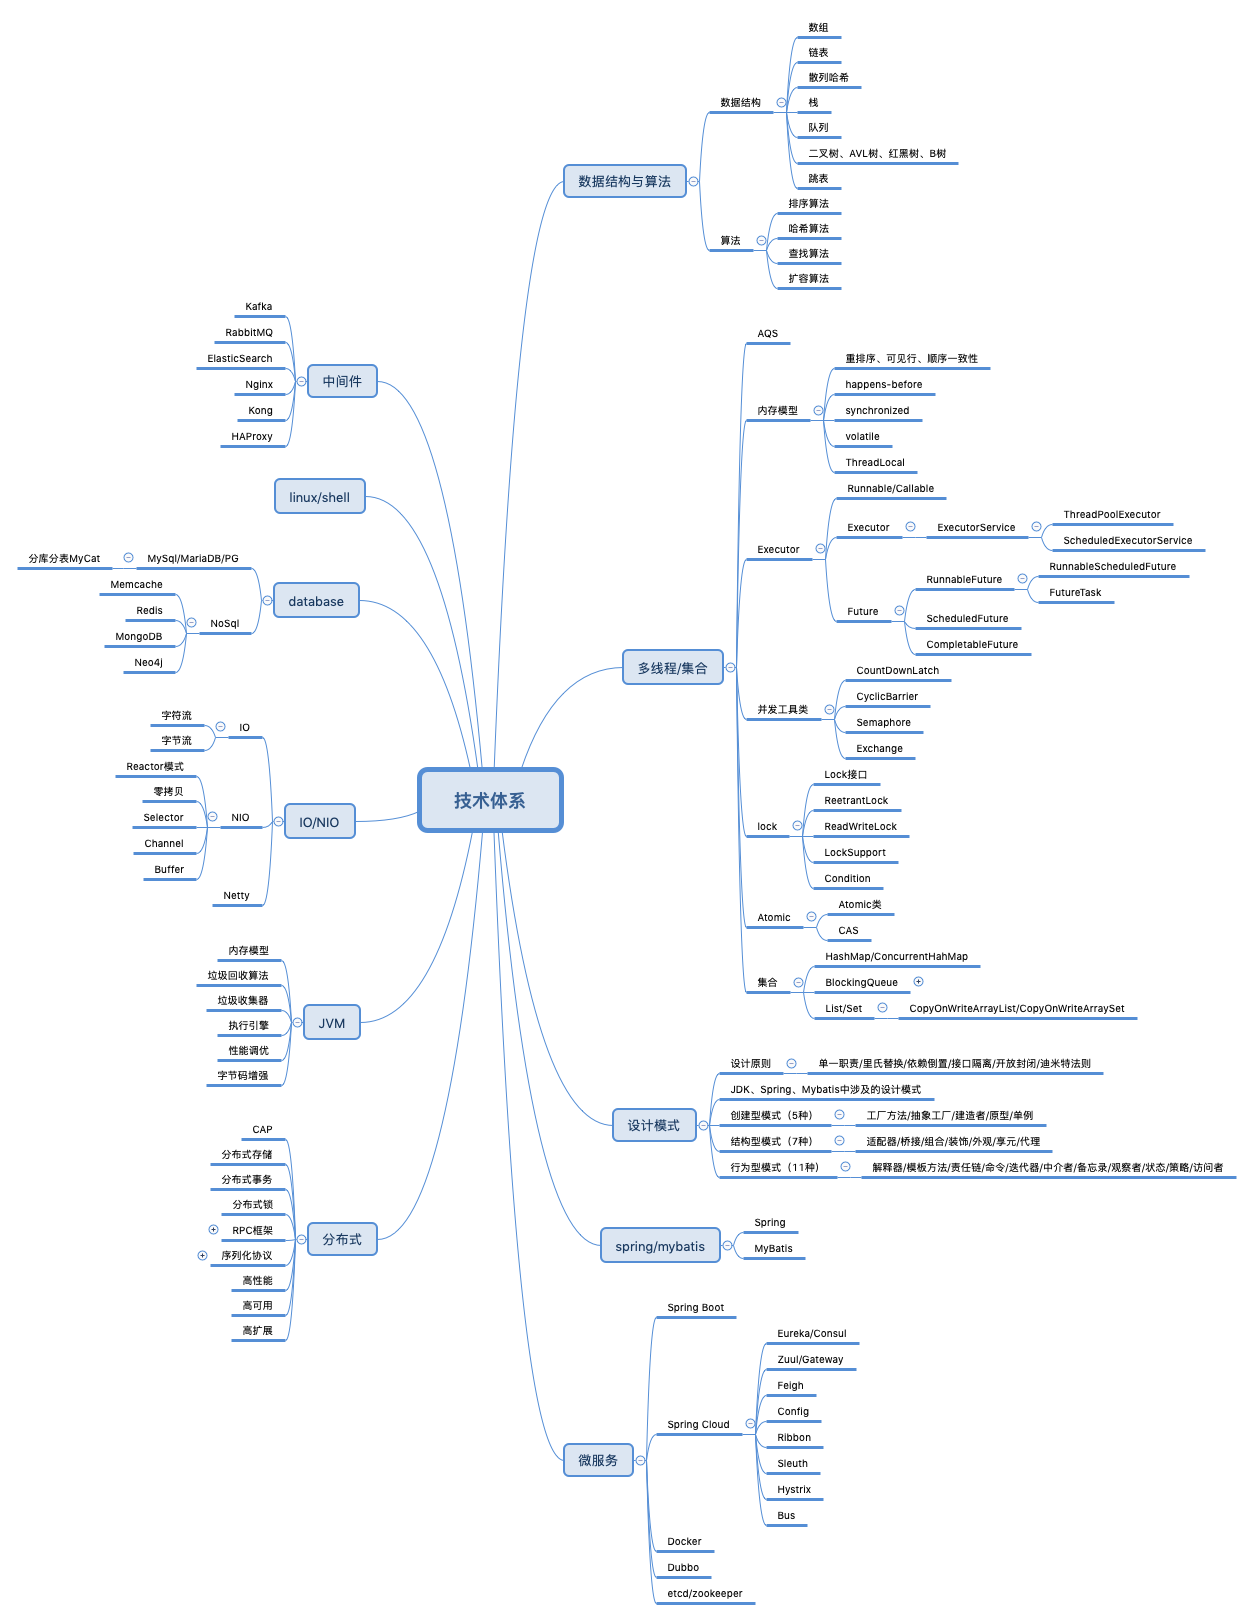 技术体系
数据结构与算法
数据结构
数组
链表
散列哈希
栈
队列
二叉树、AVL树、红黑树、B树
跳表
算法
排序算法
哈希算法
查找算法
扩容算法
多线程/集合
AQS
内存模型
重排序、可见行、顺序一致性
happens-before
synchronized
volatile
ThreadLocal
Executor
Runnable/Callable
Executor
ExecutorService
ThreadPoolExecutor
ScheduledExecutorService
Future
RunnableFuture
RunnableScheduledFuture
FutureTask
ScheduledFuture
CompletableFuture
并发工具类
CountDownLatch
CyclicBarrier
Semaphore
Exchange
lock
Lock接口
ReetrantLock
ReadWriteLock
LockSupport
Condition
Atomic
Atomic类
CAS
集合
HashMap/ConcurrentHahMap
BlockingQueue
List/Set
CopyOnWriteArrayList/CopyOnWriteArraySet
设计模式
设计原则
单一职责/里氏替换/依赖倒置/接口隔离/开放封闭/迪米特法则
JDK、Spring、Mybatis中涉及的设计模式
创建型模式（5种）
工厂方法/抽象工厂/建造者/原型/单例
结构型模式（7种）
适配器/桥接/组合/装饰/外观/享元/代理
行为型模式（11种）
解释器/模板方法/责任链/命令/迭代器/中介者/备忘录/观察者/状态/策略/访问者
spring/mybatis
Spring
MyBatis
微服务
Spring Boot
Spring Cloud
Eureka/Consul
Zuul/Gateway
Feigh
Config
Ribbon
Sleuth
Hystrix
Bus
Docker
Dubbo
etcd/zookeeper
中间件
Kafka
RabbitMQ
ElasticSearch
Nginx
Kong
HAProxy
linux/shell
database
MySql/MariaDB/PG
分库分表MyCat
NoSql
Memcache
Redis
MongoDB
Neo4j
IO/NIO
IO
字符流
字节流
NIO
Reactor模式
零拷贝
Selector
Channel
Buffer
Netty
JVM
内存模型
垃圾回收算法
垃圾收集器
执行引擎
性能调优
字节码增强
分布式
CAP
分布式存储
分布式事务
分布式锁
RPC框架
序列化协议
高性能
高可用
高扩展